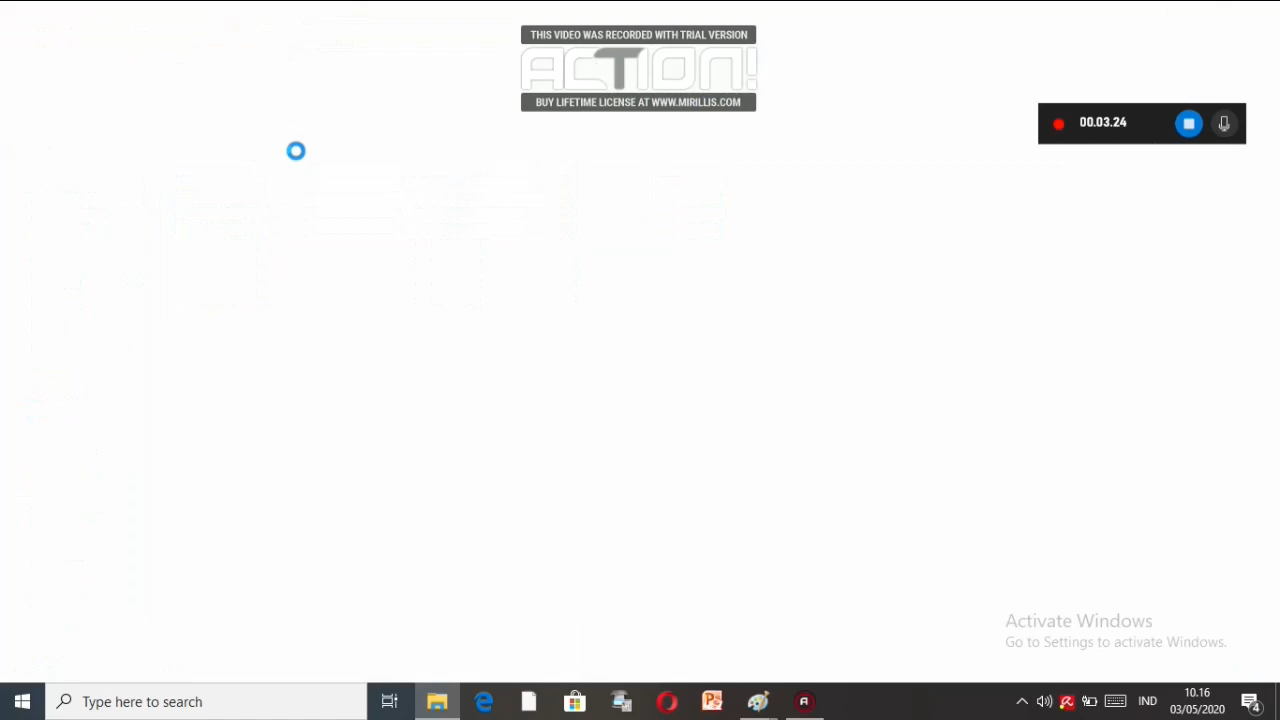 THIS VIDEO WAS RECORDED WITH TRIAL VERSION
ACTION!
BUY LIFETIME LICENSE AT WWW.MIRILLIS.COM
00.03.24
Activate Windows
Go to Settings to activate Windows.
Type here to search
IND
10.16
03/05/2020
4